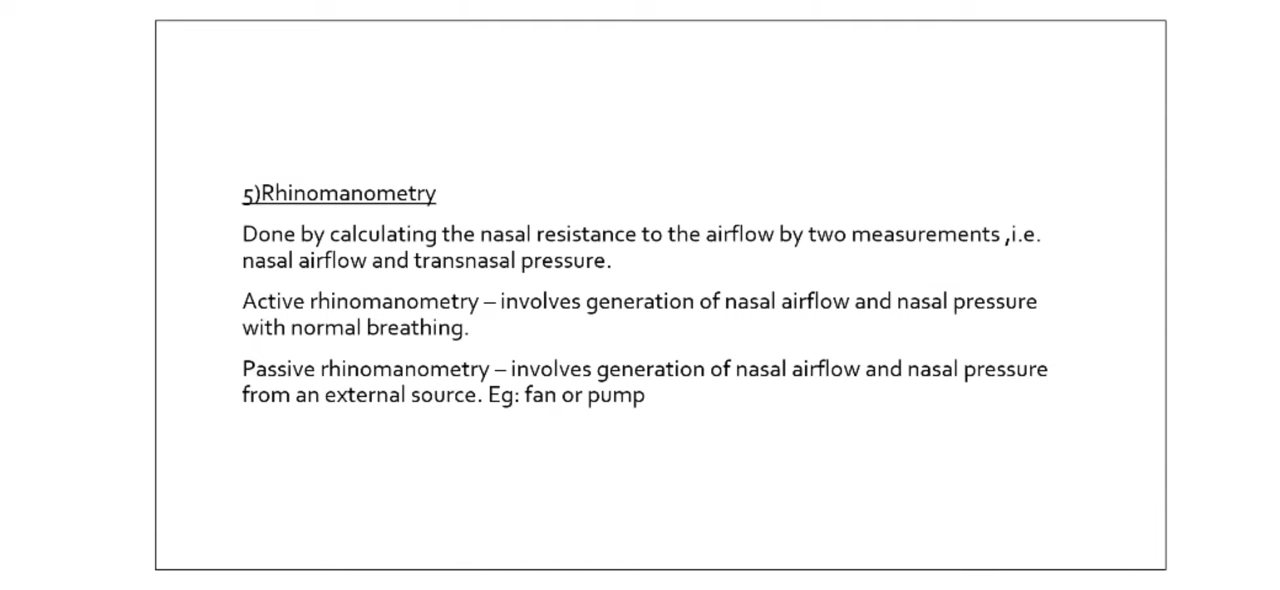 5)Rhinomanometry
Done by calculating the nasal resistance to the airflow by two measurements ,i.e.
nasal airflow and transnasal pressure.
Active rhinomanometry – involves generation of nasal airflow and nasal pressure
with normal breathing.
Passive rhinomanometry – involves generation of nasal airflow and nasal pressure
from an external source. Eg: fan or pump